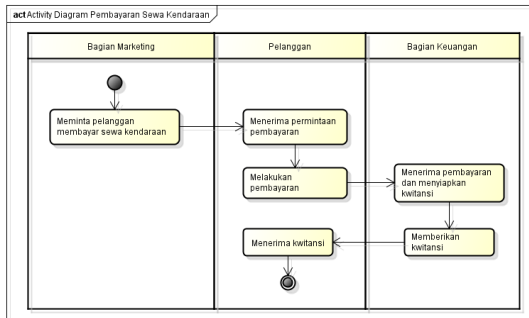 act Activity Diagram Pembayaran Sewa Kendaraan
Bagian Marketing
Pelanggan
Bagian Keuangan
Meminta pelanggan
membayar sewa kendaraan
Menerima permintaan
pembayaran
Melakukan
pembayaran
Menerima pembayaran
dan menyiapkan
kwitansi
Memberikan
kwitansi
Menerima kwitansi